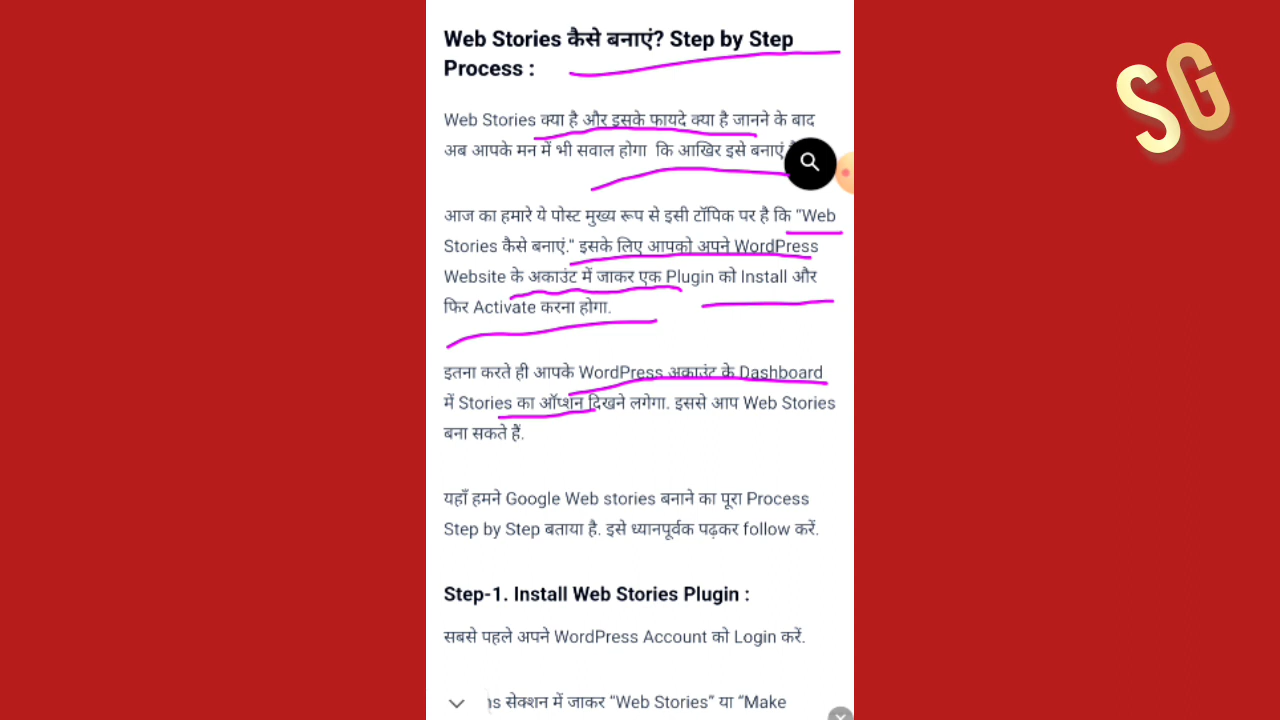 Web Stories कैसे बनाएं? Step by Step
Process :
Web Stories क्या है और इसके फायदे क्या है जानने के बाद
अब आपके मन में भी सवाल होगा कि आखिर इसे बनाएं
आज का हमारे ये पोस्ट मुख्य रूप से इसी टॉपिक पर है कि “Web
Stories कैसे बनाएं.” इसके लिए आपको अपने WordPress
Website के अकाउंट में जाकर एक Plugin को Install और
फिर Activate करना होगा.
इतना करते ही आपके WordPress अकाउंट के Dashboard
में Stories का ऑप्शन दिखने लगेगा. इससे आप Web Stories
बना सकते हैं.
यहाँ हमने Google Web stories बनाने का पूरा Process
Step by Step बताया है. इसे ध्यानपूर्वक पढ़कर follow करें.
Step-1. Install Web Stories Plugin :
सबसे पहले अपने WordPress Account को Login करें.
सेक्शन में जाकर “Web Stories” या “Make
SG